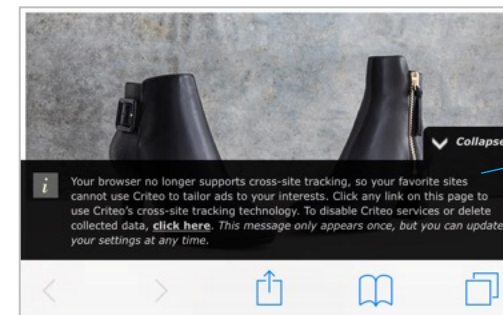 Collapse
Your browser no longer supports cross-site tracking, so your favorite sites
cannot use Criteo to tailor ads to your interests. Click any link on this page to
use Criteo's cross-site tracking technology. To disable Criteo services or delete
collected data, click here. This message only appears once, but you can update
your settings at any time.